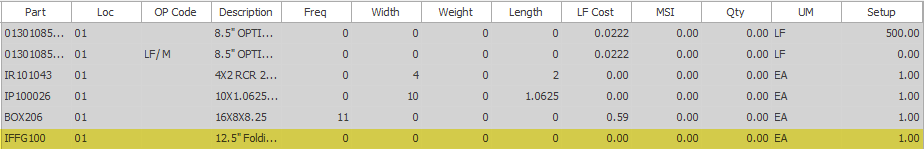 Part Loc OP Code Description Freq Width Weight Length LF Cost MSI Qty UM Setup
01301085... 01 8.5" OPTI... 0 0 0 0 0.0222 0.00 0.00 LF 500.00
01301085... 01 LF/M 8.5" OPTI... 0 0 0 0 0.0222 0.00 0.00 LF 0.00
IR101043 01 4X2 RCR 2... 0 4 0 2 0.00 0.00 0.00 EA 1.00
IP100026 01 10X1.0625... 0 10 0 1.0625 0.00 0.00 0.00 EA 1.00
BOX206 01 16X8X8.25 11 0 0 0 0.59 0.00 0.00 EA 1.00
IFFG100 01 12.5" Foldi... 0 0 0 0 0.00 0.00 0.00 EA 1.00